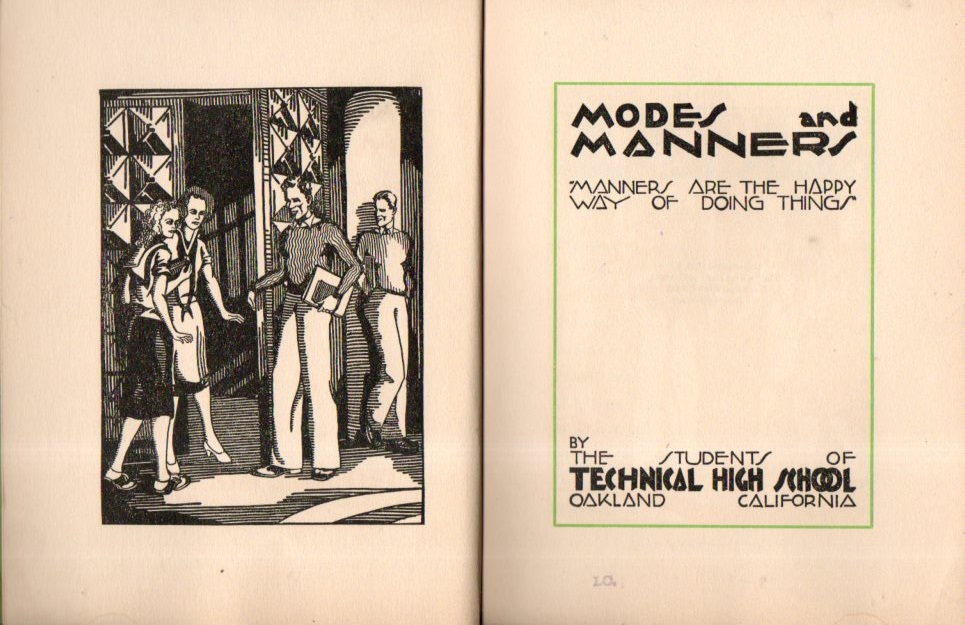 MODES and
MANNERS
"MANNERS ARE THE HAPPY
WAY OF DOING THINGS"
BY
THE STUDENTS OF
TECHNICAL HIGH SCHOOL
OAKLAND CALIFORNIA